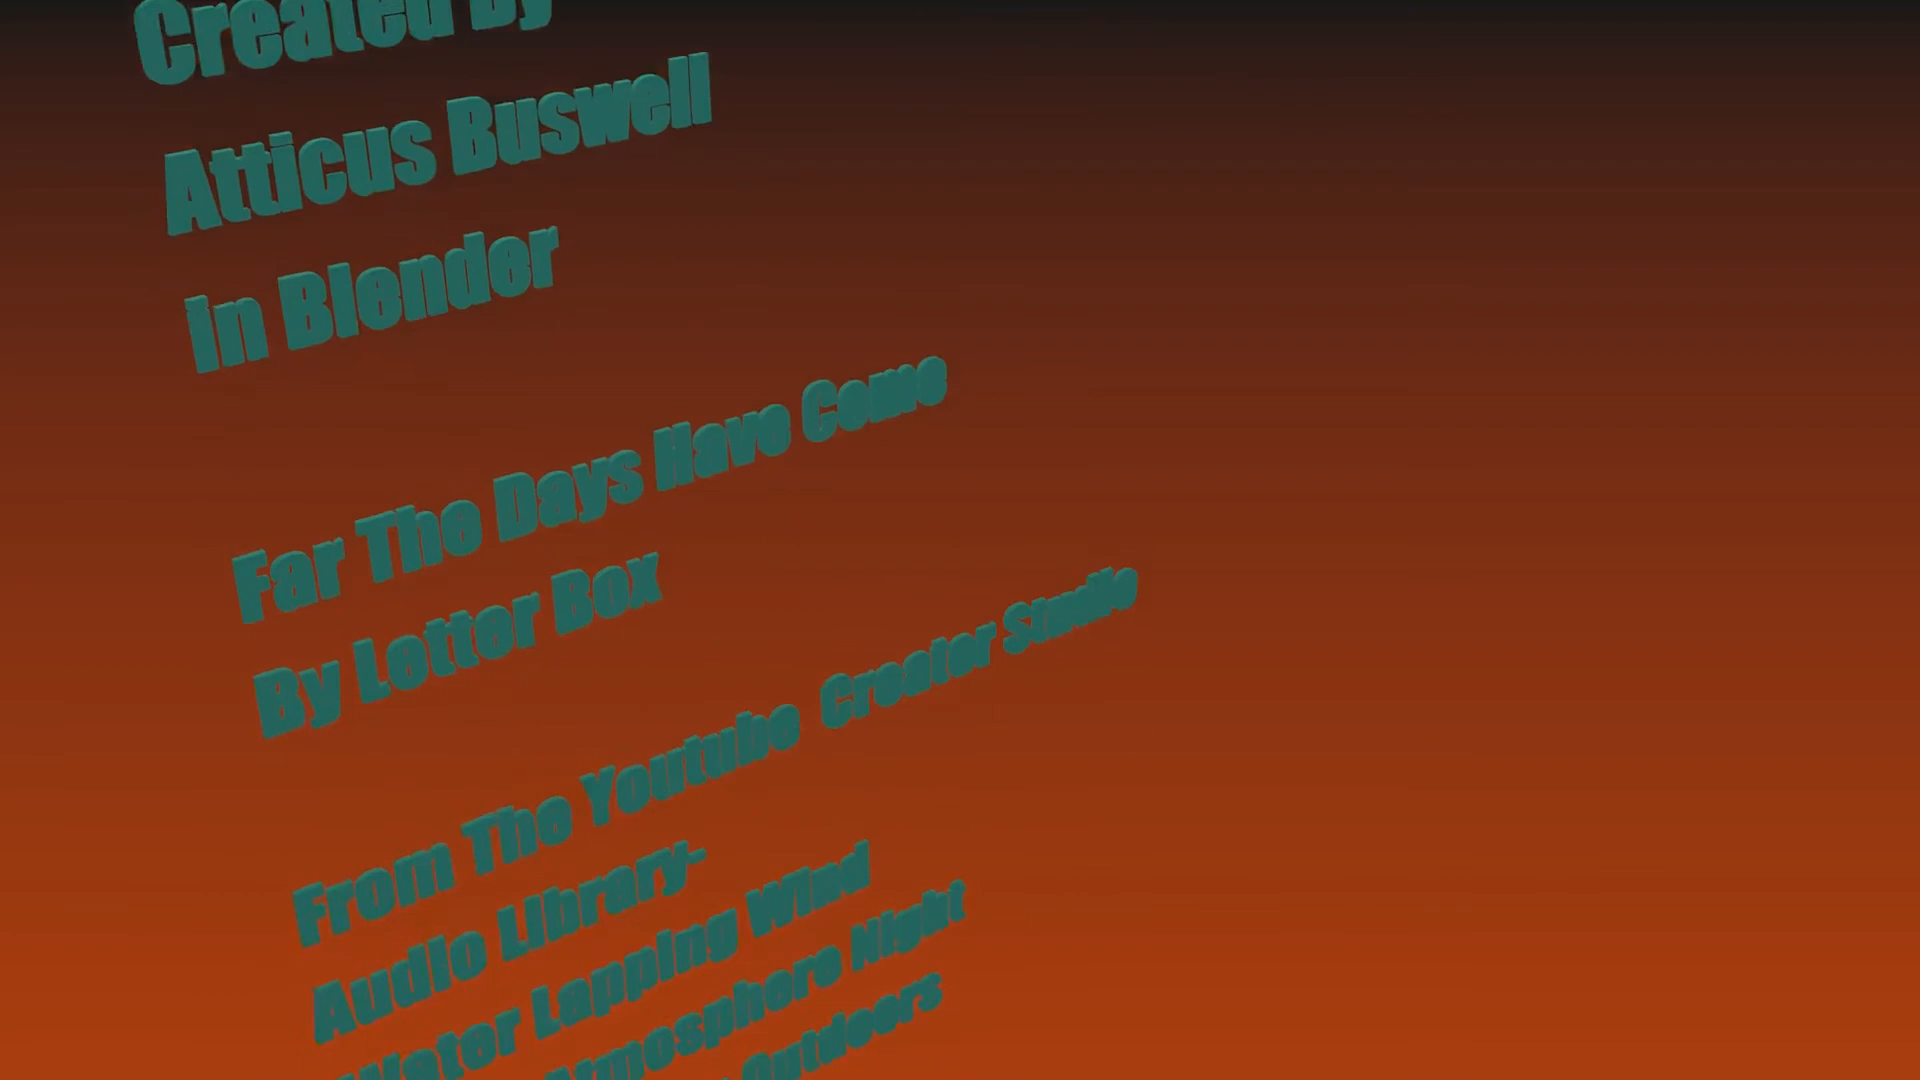 Created By
Atticus Buswell
in Blender
Far The Days Have Come
By Letter Box
From The Youtube Creator Studio
Audio Library-
Water Lapping Wind
Atmosphere Night
Outdoors